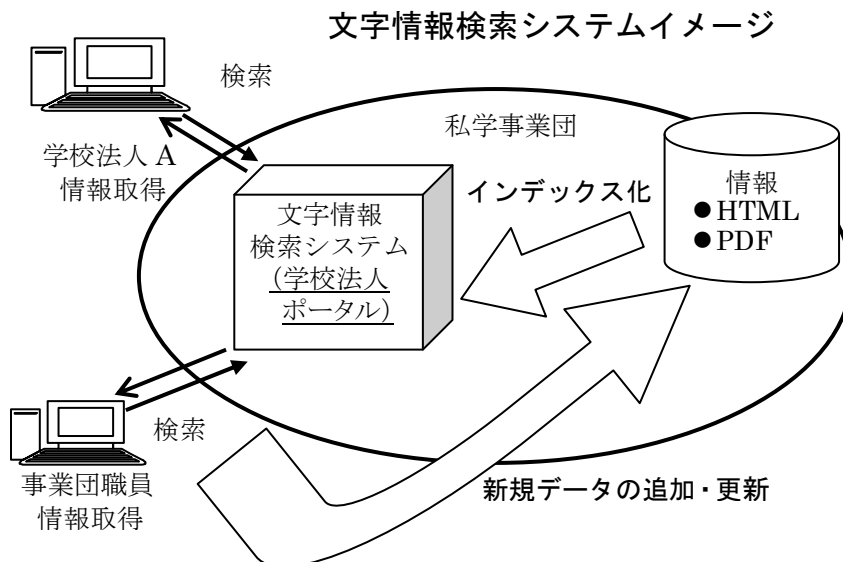 文字情報検索システムイメージ
検索
私学事業団
学校法人 A
情報取得
情報
●HTML
●PDF
インデックス化
文字情報
検索システム
(学校法人
ポータル)
検索
事業団職員
情報取得
新規データの追加・更新